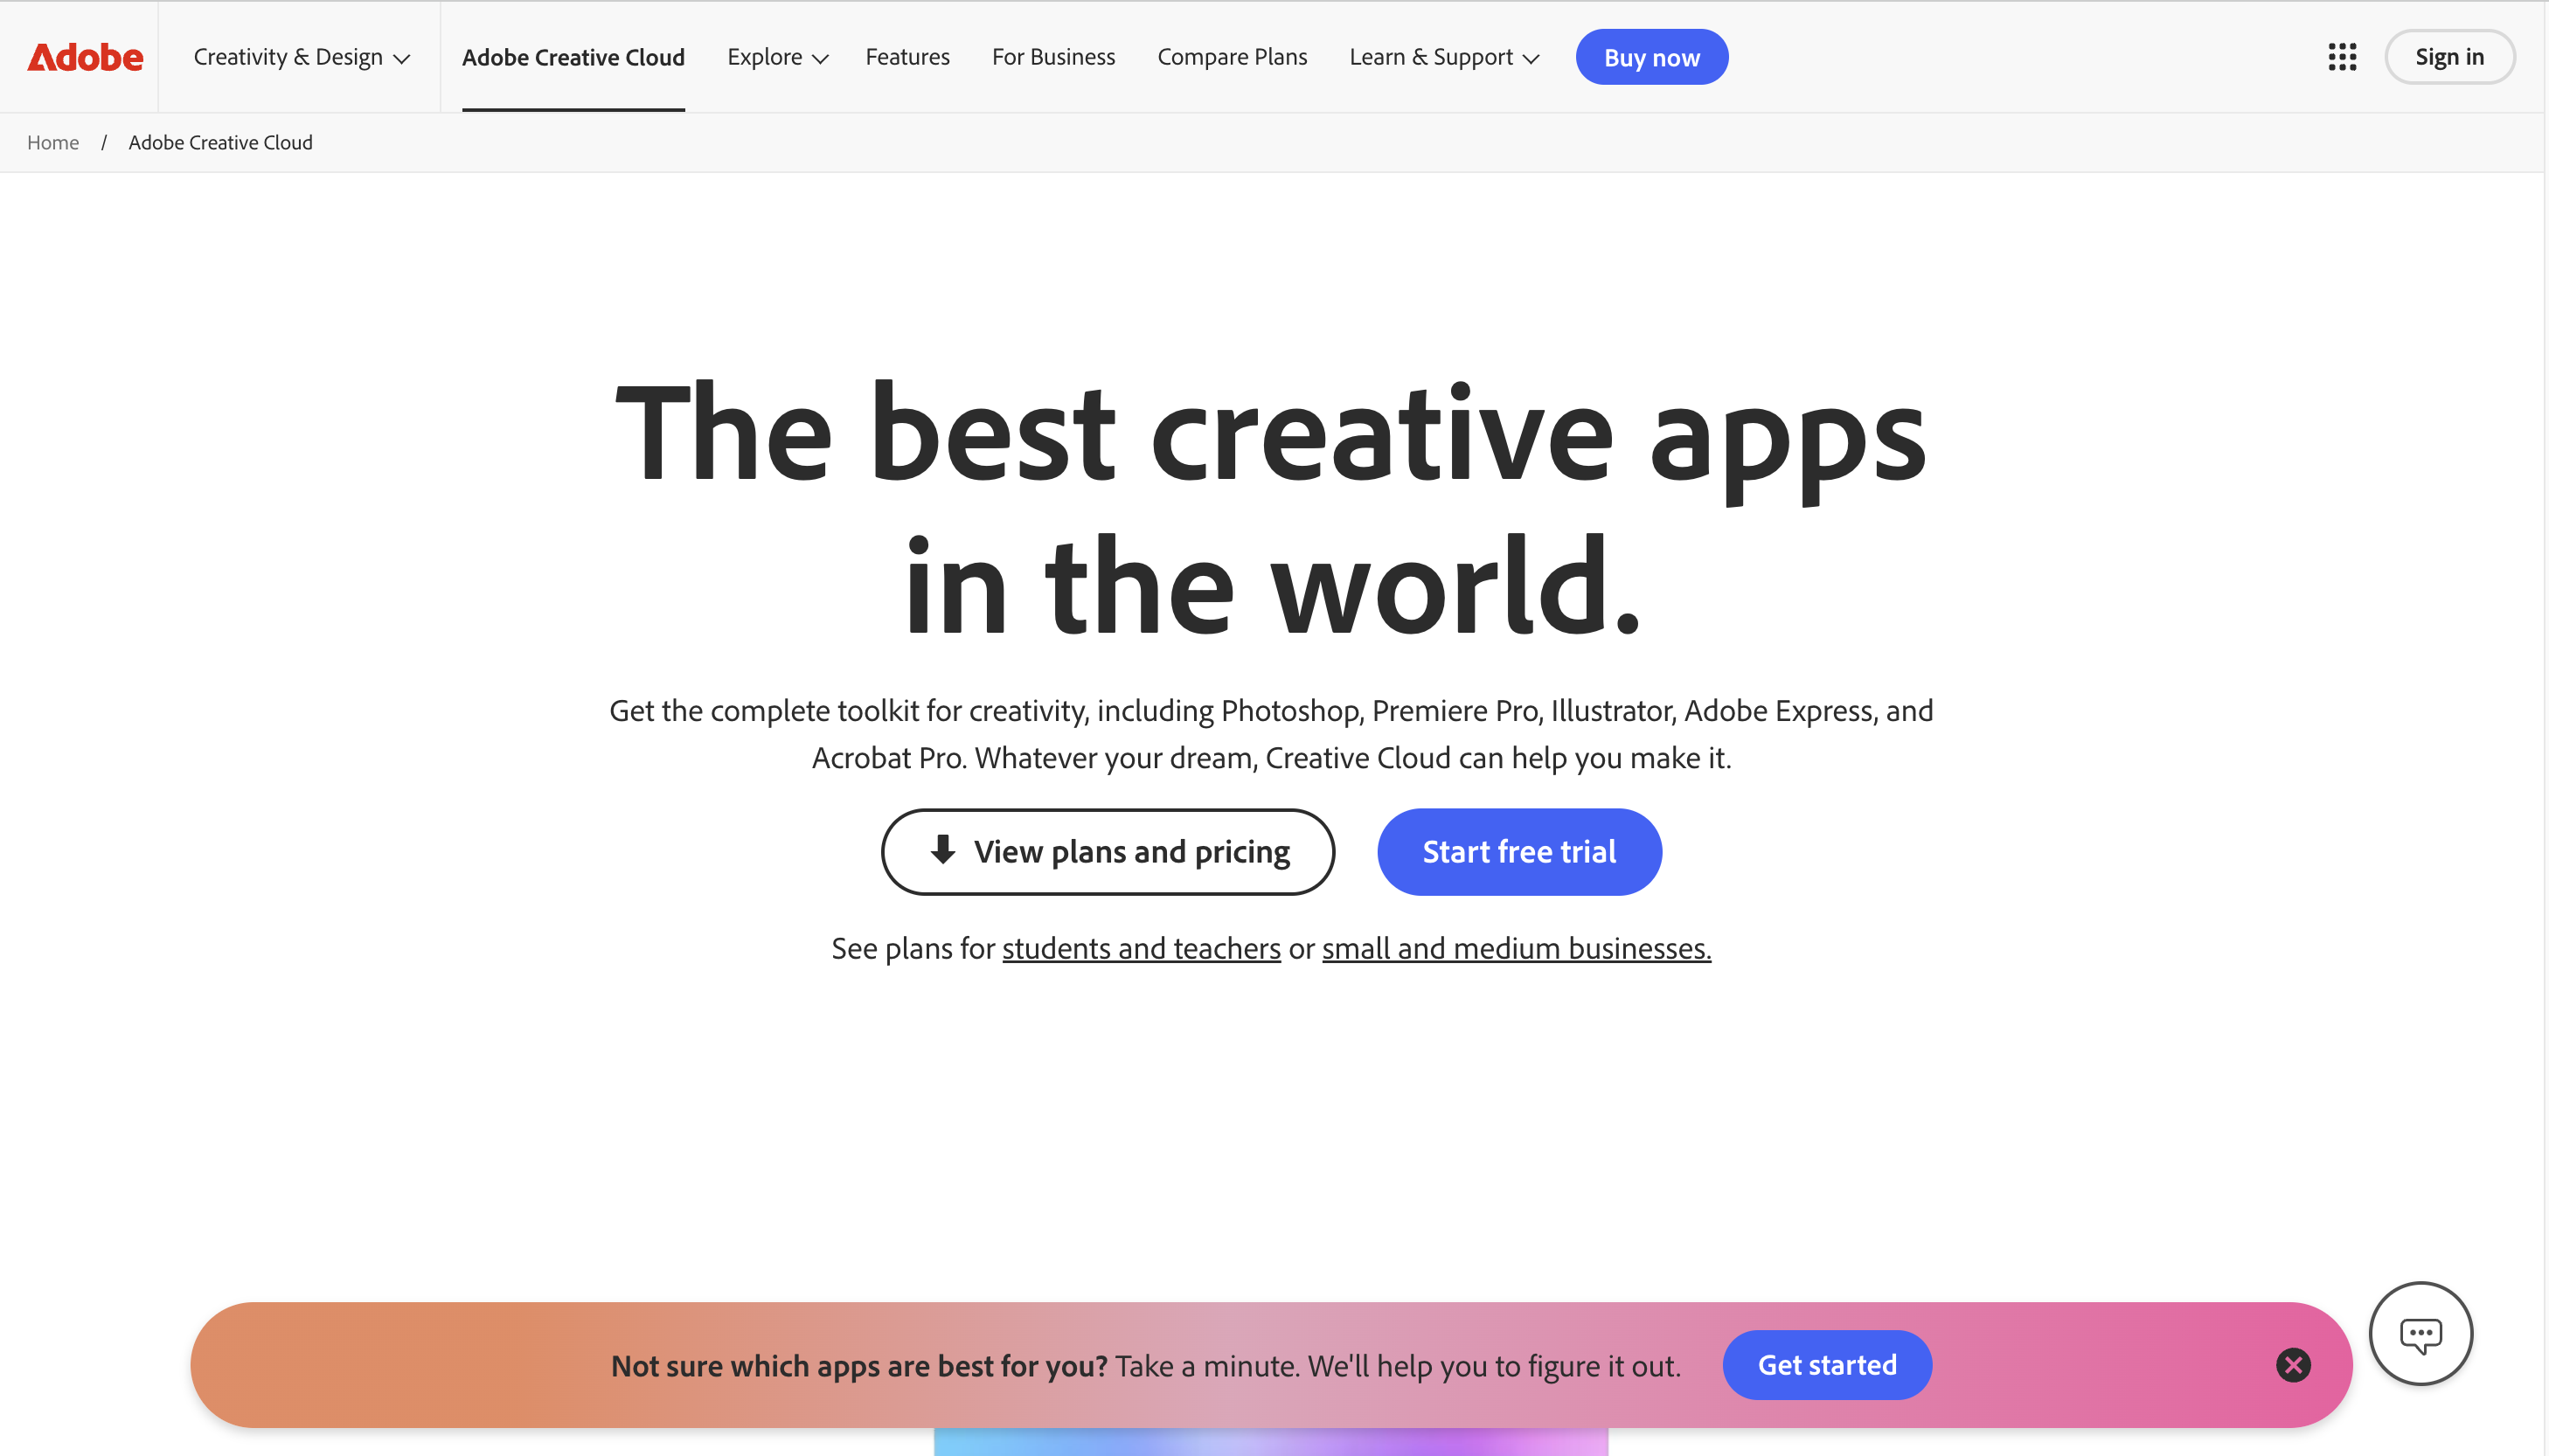 Adobe
Creativity & Design
Adobe Creative Cloud
Explore
Features
For Business
Compare Plans
Learn & Support
Buy now
Sign in
Home / Adobe Creative Cloud
The best creative apps
in the world.
Get the complete toolkit for creativity, including Photoshop, Premiere Pro, Illustrator, Adobe Express, and
Acrobat Pro. Whatever your dream, Creative Cloud can help you make it.
View plans and pricing
Start free trial
See plans for students and teachers or small and medium businesses.
Not sure which apps are best for you? Take a minute. We'll help you to figure it out.
Get started